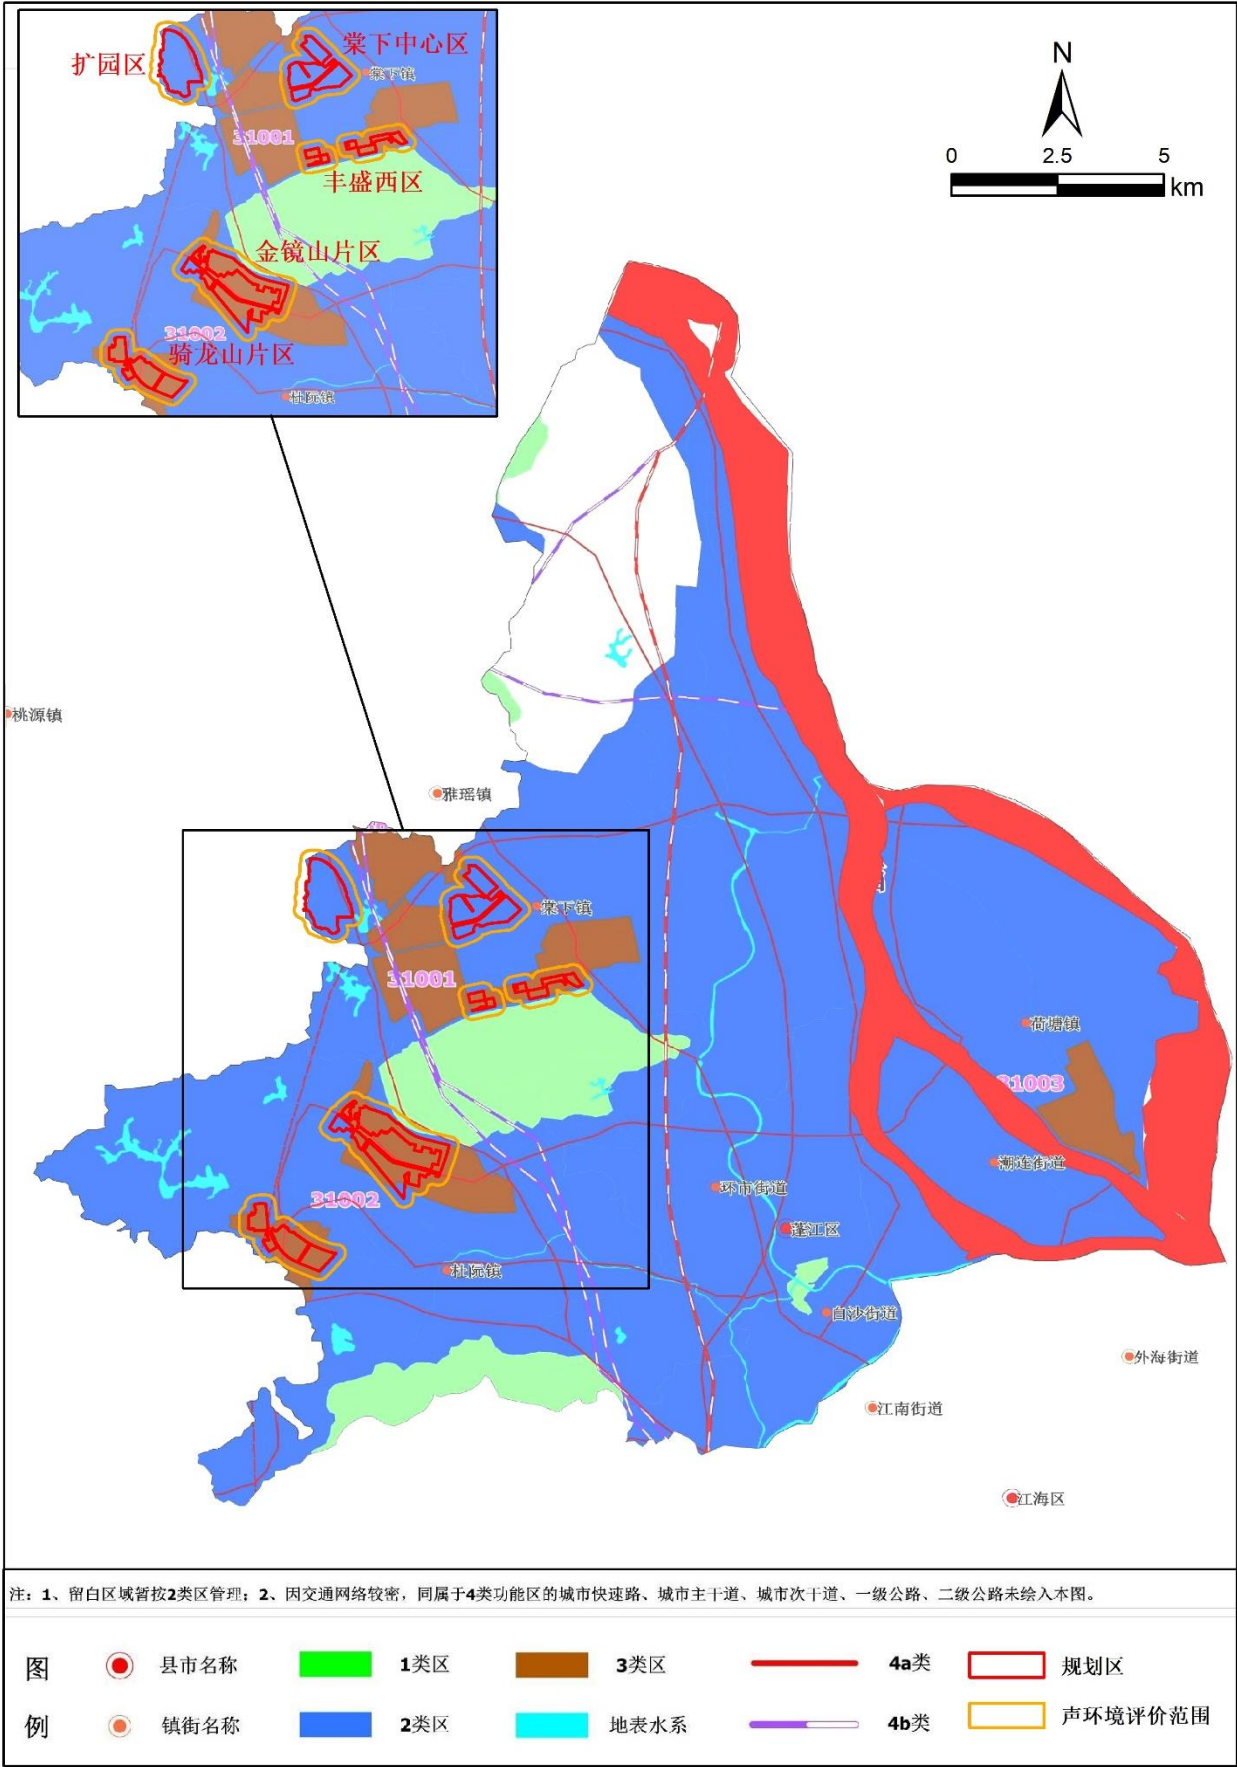 扩园区
棠下中心区
棠下镇
31001
丰盛西区
金镜山片区
31002
骑龙山片区
杜阮镇
N
0 2.5 5
km
桃源镇
雅瑶镇
棠下镇
31001
荷塘镇
31003
潮连街道
环市街道
31002
蓬江区
杜阮镇
白沙街道
外海街道
江南街道
江海区
注：1、留白区域暂按2类区管理；2、因交通网络较密，同属于4类功能区的城市快速路、城市主干道、城市次干道、一级公路、二级公路未绘入本图。
图 县市名称 1类区 3类区 4a类 规划区
例 镇街名称 2类区 地表水系 4b类 声环境评价范围